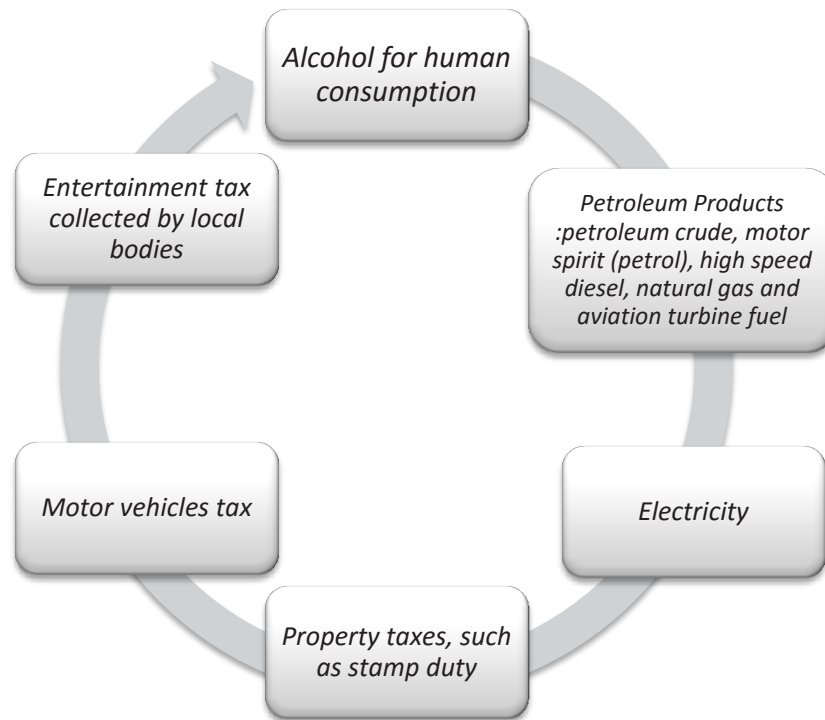 Alcohol for human
consumption
Petroleum Products
:petroleum crude, motor
spirit (petrol), high speed
diesel, natural gas and
aviation turbine fuel
Electricity
Property taxes, such
as stamp duty
Motor vehicles tax
Entertainment tax
collected by local
bodies